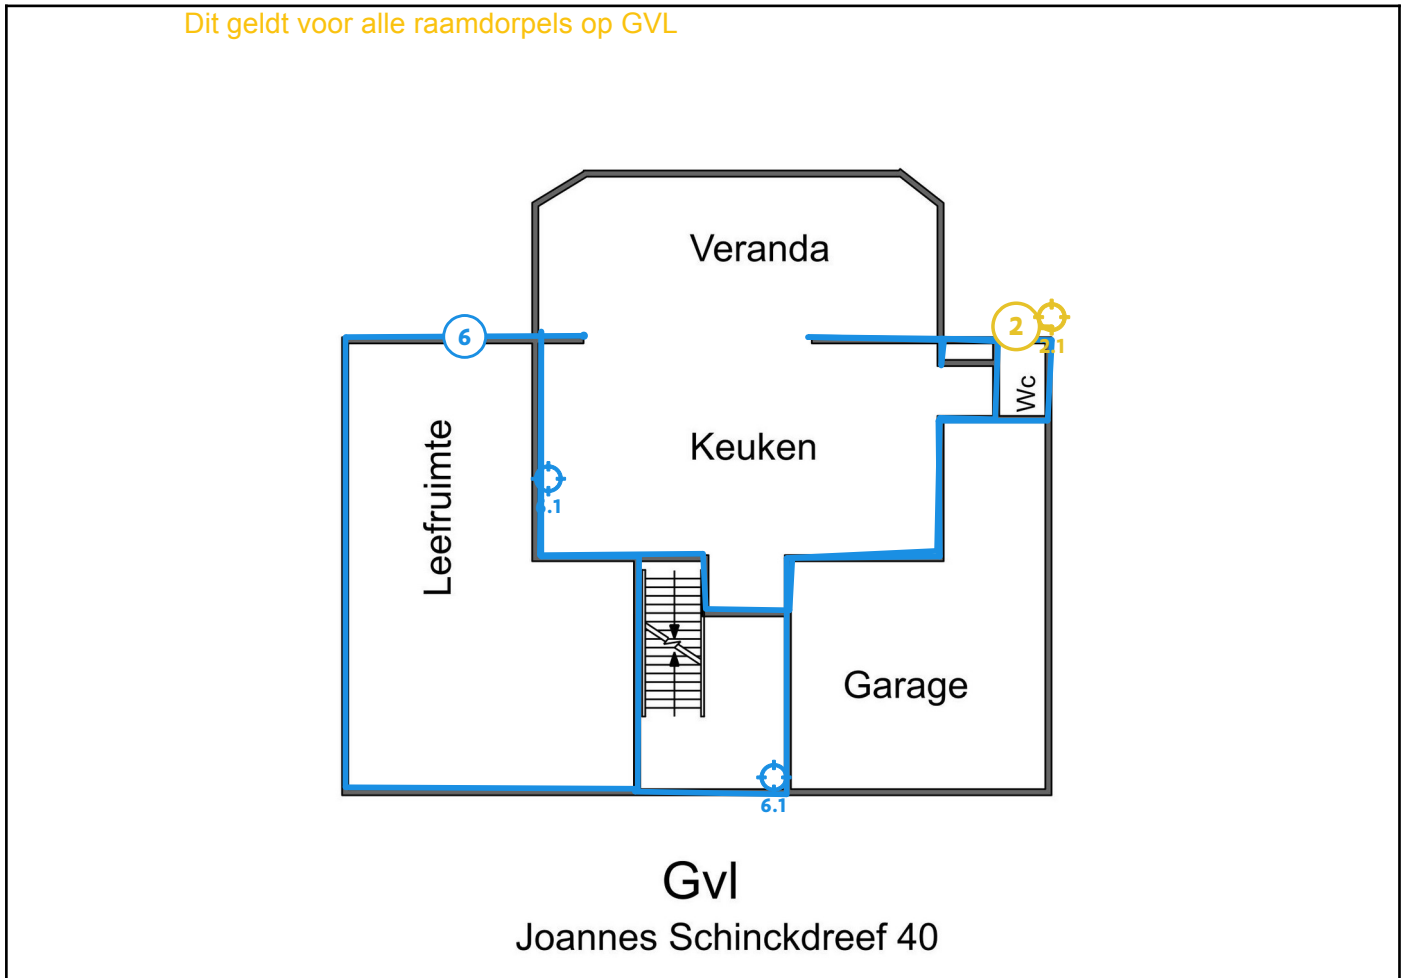 Dit geldt voor alle raamdorpels op GVL
Veranda
6
2
2.1
Wc
Keuken
Leefruimte
.1
Garage
6.1
Gvl
Joannes Schinckdreef 40